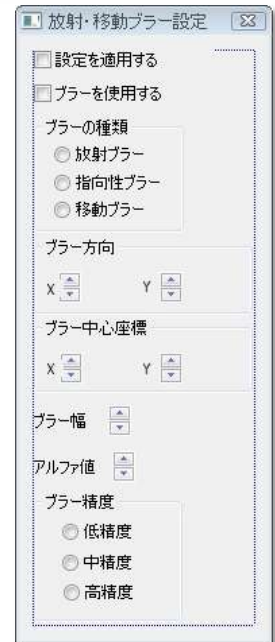 放射・移動ブラー設定
設定を適用する
ブラーを使用する
ブラーの種類
放射ブラー
指向性ブラー
移動ブラー
ブラー方向
X Y
ブラー中心座標
X Y
ブラー幅
アルファ値
ブラー精度
低精度
中精度
高精度